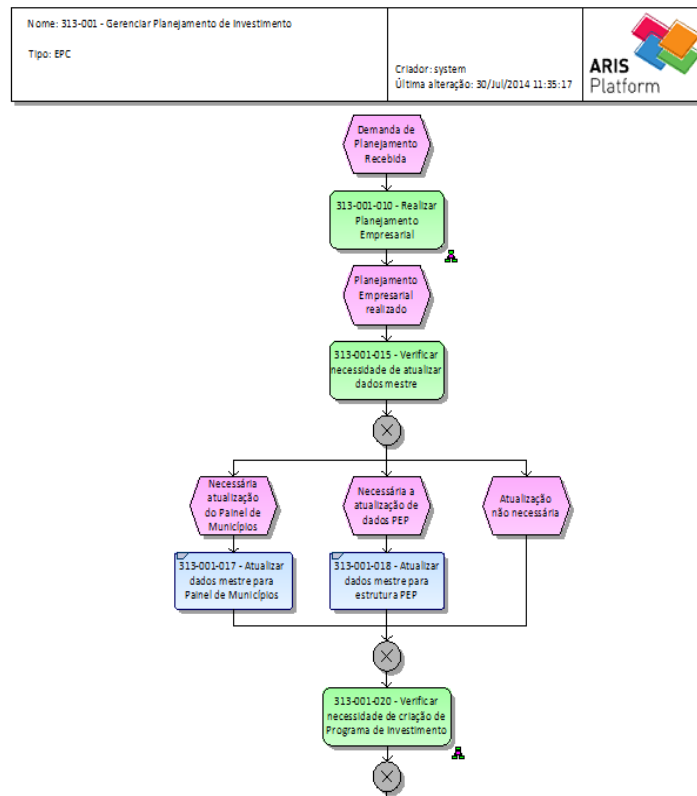 Nome: 313-001 - Gerenciar Planejamento de Investimento
Tipo: EPC
Criador: system
Última alteração: 30/Jul/2014 11:35:17
ARIS
Platform
Demanda de
Planejamento
Recebida
313-001-010 - Realizar
Planejamento
Empresarial
Planejamento
Empresarial
realizado
313-001-015 - Verificar
necessidade de atualizar
dados mestre
Necessária
atualização
do Painel de
Municípios
Necessária a
atualização de
dados PEP
Atualização
não necessária
313-001-017 - Atualizar
dados mestre para
Painel de Municípios
313-001-018 - Atualizar
dados mestre para
estrutura PEP
313-001-020 - Verificar
necessidade de criação de
Programa de Investimento